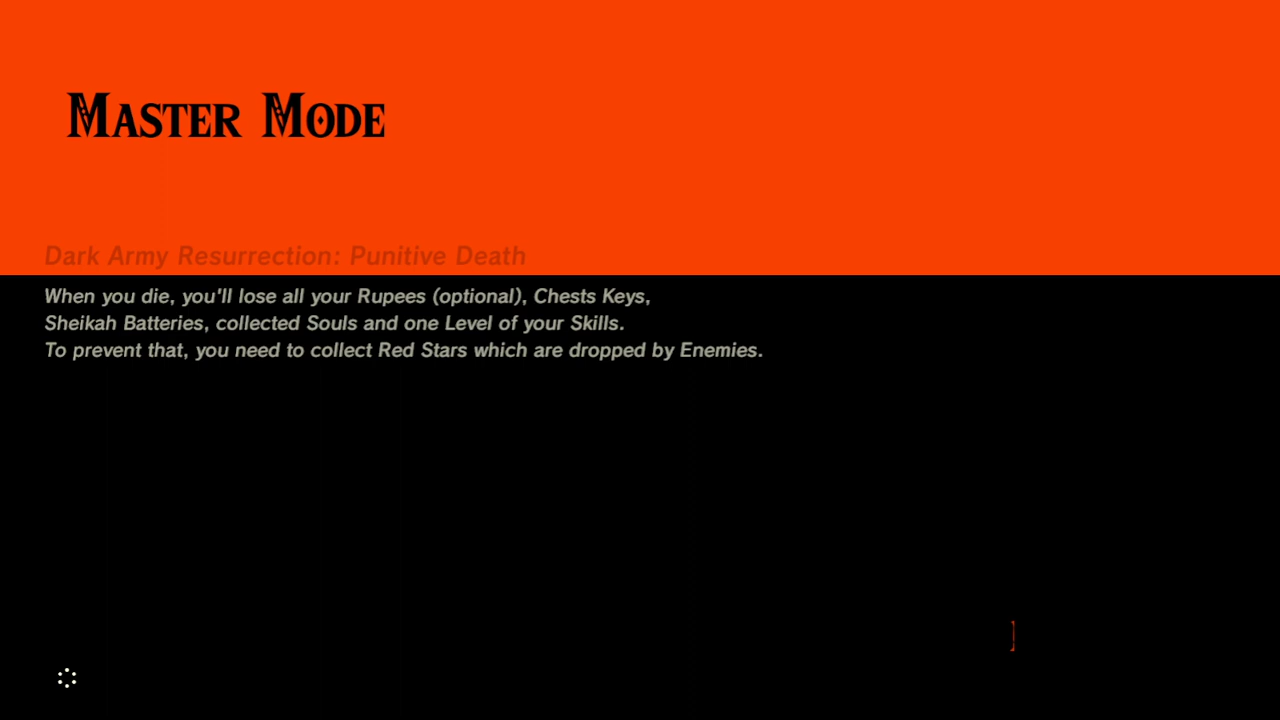 Master Mode
Dark Army Resurrection: Punitive Death
When you die, you'll lose all your Rupees (optional), Chests Keys,
Sheikah Batteries, collected Souls and one Level of your Skills.
To prevent that, you need to collect Red Stars which are dropped by Enemies.